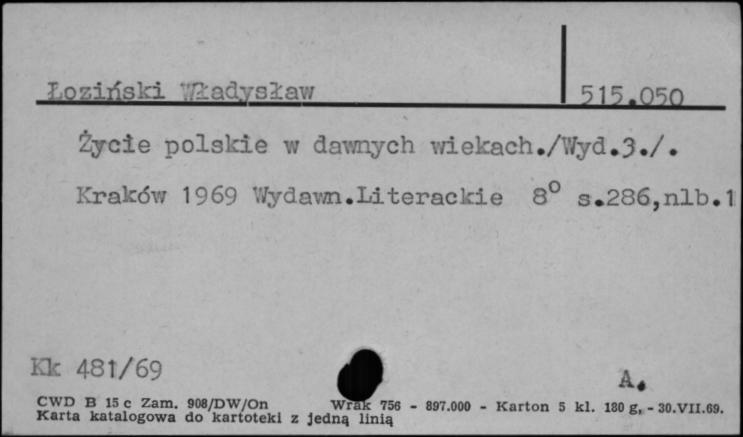 Łoziński Władysław 515.050
Życie polskie w dawnych wiekach./Wyd.3./.
Kraków 1969 Wydawn.Literackie 8° s.286,nlb.1
Kk 481/69
A.
CWD B 15 c Zam. 908/DW/On Wrak 756 - 897.000 - Karton 5 kl. 180 g, - 30.VII.69.
Karta katalogowa do kartoteki z jedną linią